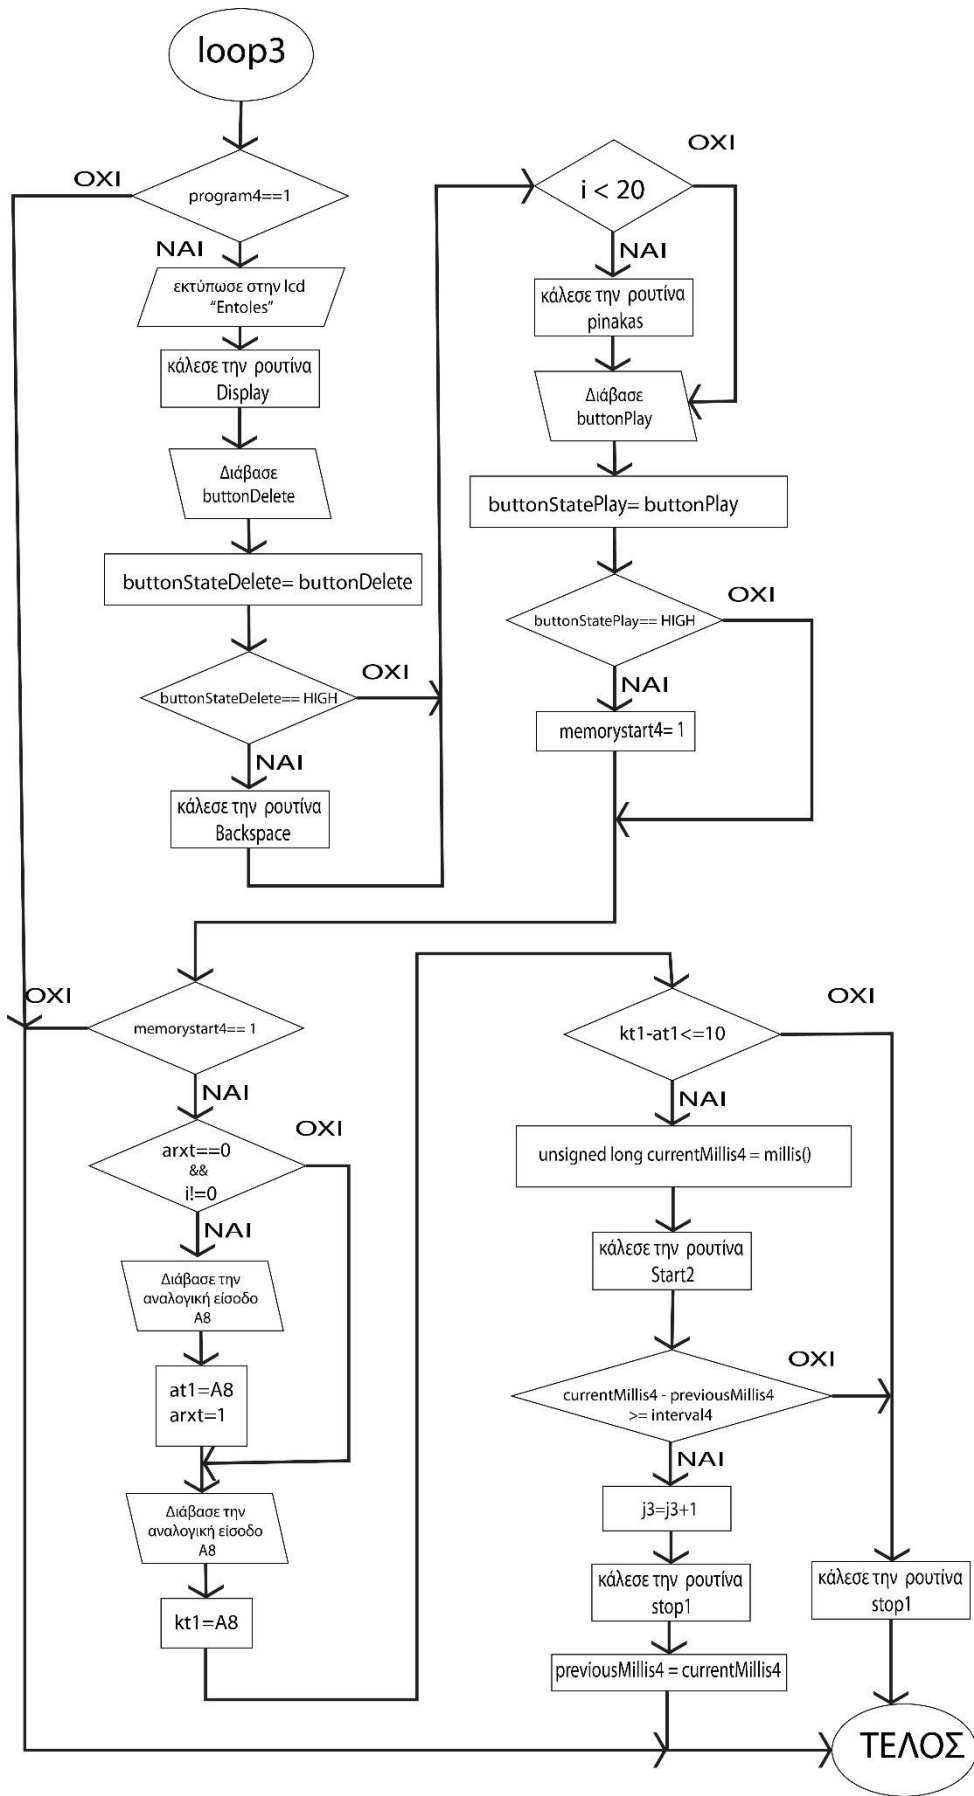 loop3
ΟΧΙ
program4==1
ΝΑΙ
εκτύπωσε στην lcd
"Entoles"
κάλεσε την ρουτίνα
Display
Διάβασε
buttonDelete
buttonStateDelete= buttonDelete
buttonStateDelete== HIGH
ΟΧΙ
ΝΑΙ
κάλεσε την ρουτίνα
Backspace
ΟΧΙ
i < 20
ΝΑΙ
κάλεσε την ρουτίνα
pinakas
Διάβασε
buttonPlay
buttonStatePlay= buttonPlay
buttonStatePlay== HIGH
ΟΧΙ
ΝΑΙ
memorystart4= 1
ΟΧΙ
memorystart4== 1
ΝΑΙ
arxt==0
&&
i!=0
ΟΧΙ
ΝΑΙ
Διάβασε την
αναλογική είσοδο
A8
at1=A8
arxt=1
Διάβασε την
αναλογική είσοδο
A8
kt1=A8
kt1-at1<=10
ΟΧΙ
ΝΑΙ
unsigned long currentMillis4 = millis()
κάλεσε την ρουτίνα
Start2
currentMillis4 - previousMillis4
>= interval4
ΟΧΙ
ΝΑΙ
j3=j3+1
κάλεσε την ρουτίνα
stop1
previousMillis4 = currentMillis4
κάλεσε την ρουτίνα
stop1
ΤΕΛΟΣ